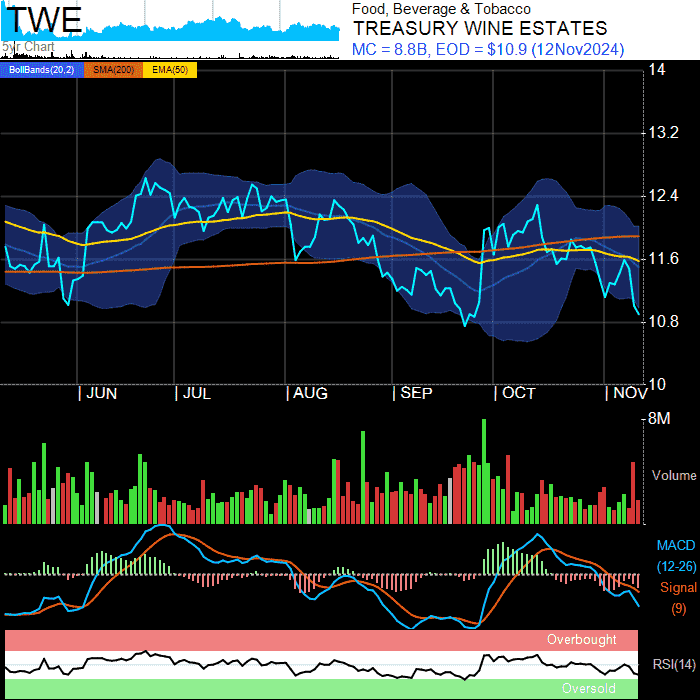 TWE
5yr Chart
Food, Beverage & Tobacco
TREASURY WINE ESTATES
MC = 8.8B, EOD = $10.9 (12Nov2024)
BollBands(20,2) SMA(200) EMA(50)
14
13.2
12.4
11.6
10.8
10
JUN JUL AUG SEP OCT NOV
8M
Volume
MACD
(12-26)
Signal
(9)
Overbought
RSI(14)
Oversold